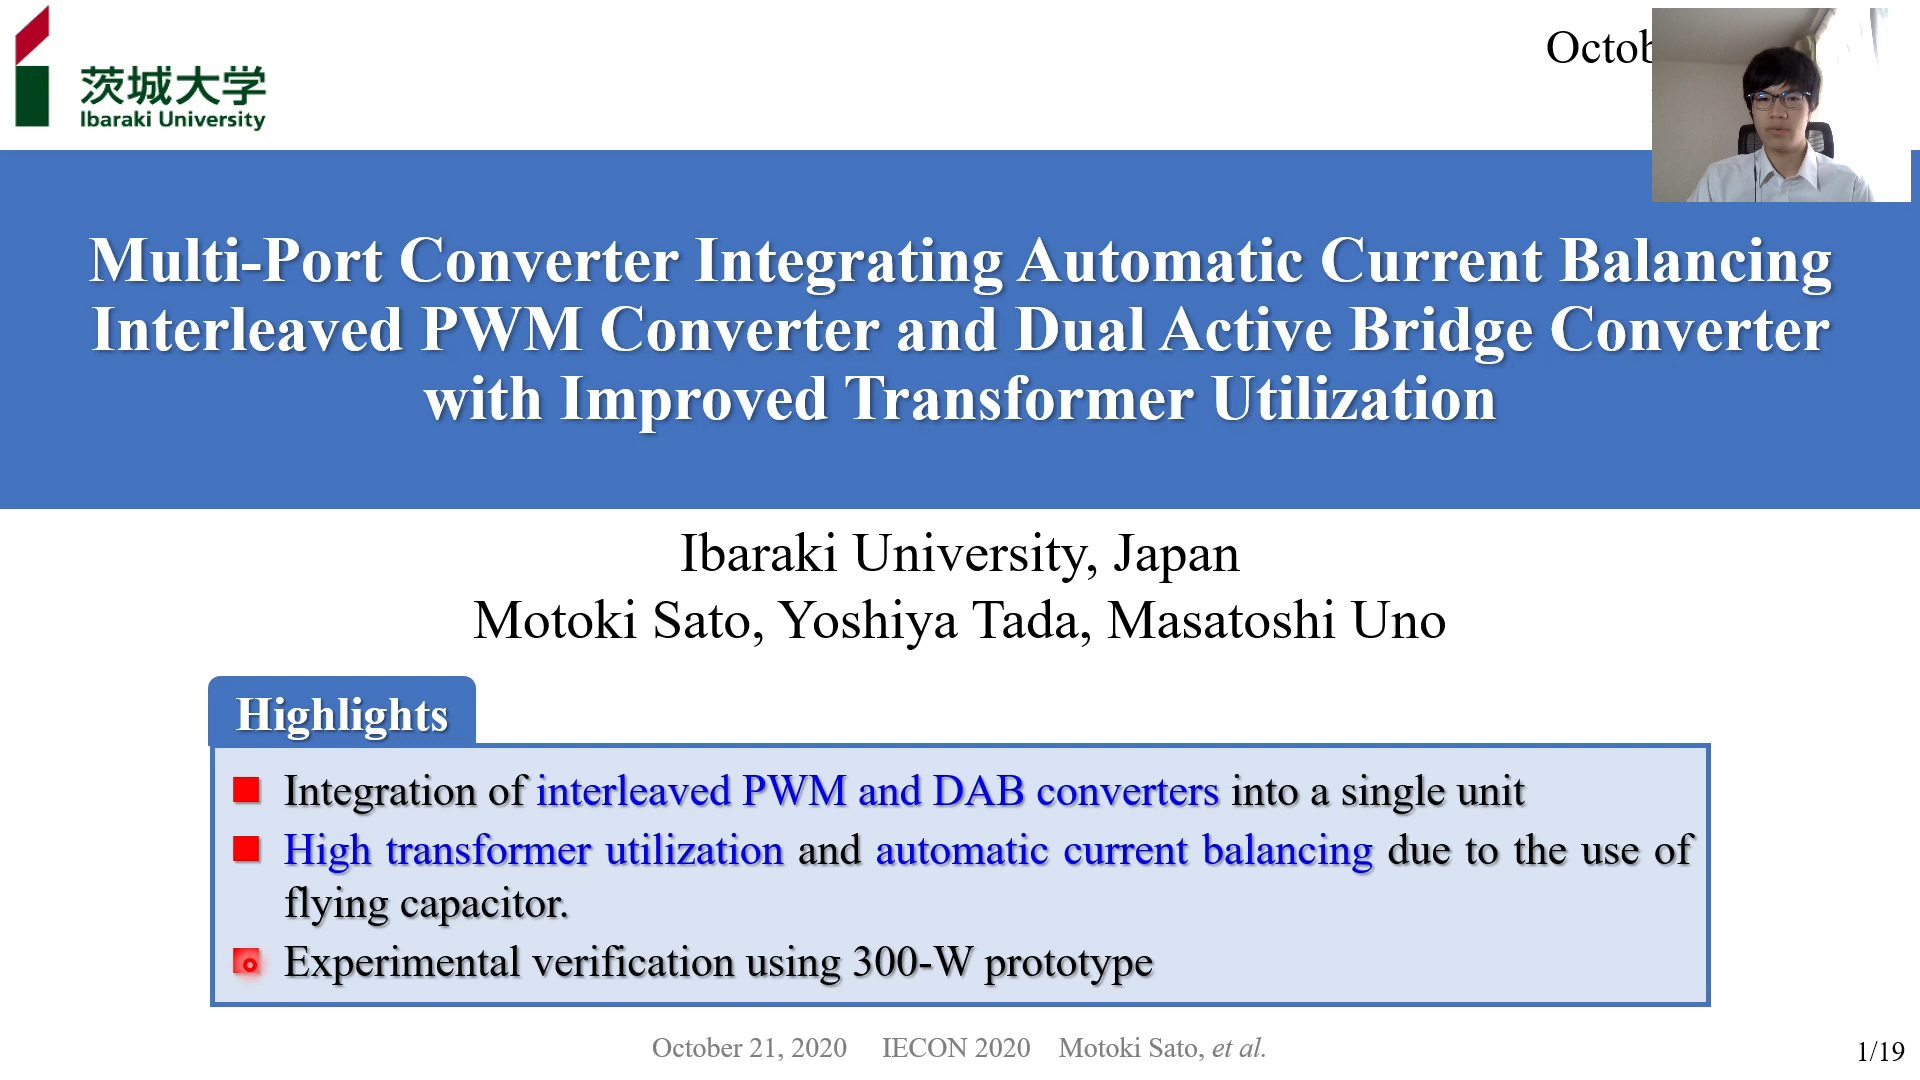 茨城大学
Ibaraki University
Multi-Port Converter Integrating Automatic Current Balancing
Interleaved PWM Converter and Dual Active Bridge Converter
with Improved Transformer Utilization
Ibaraki University, Japan
Motoki Sato, Yoshiya Tada, Masatoshi Uno
Highlights
Integration of interleaved PWM and DAB converters into a single unit
High transformer utilization and automatic current balancing due to the use of
flying capacitor.
Experimental verification using 300-W prototype
October 21, 2020 IECON 2020 Motoki Sato, et al.
1/19